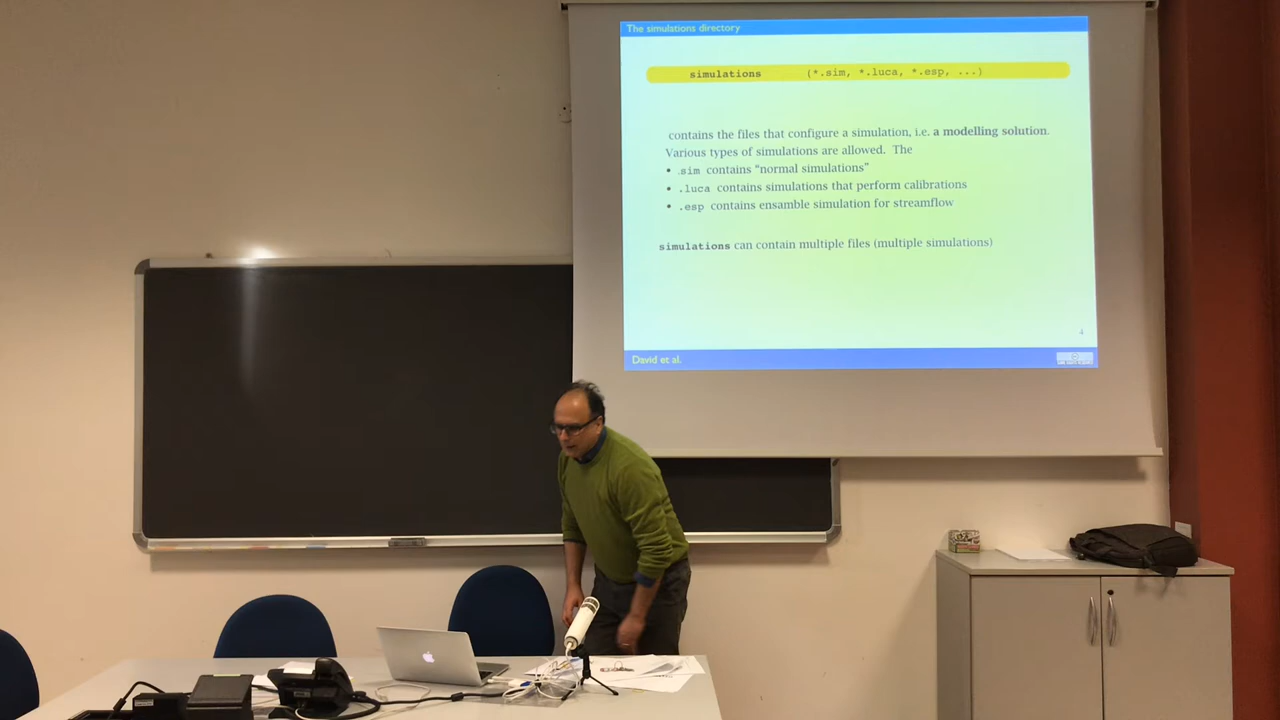 The simulations directory
simulations (*.sim, *.luca, *.esp, ...)
contains the files that configure a simulation, i.e. a modelling solution.
Various types of simulations are allowed. The
• .sim contains “normal simulations”
• .luca contains simulations that perform calibrations
• .esp contains ensamble simulation for streamflow
simulations can contain multiple files (multiple simulations)
4
David et al.